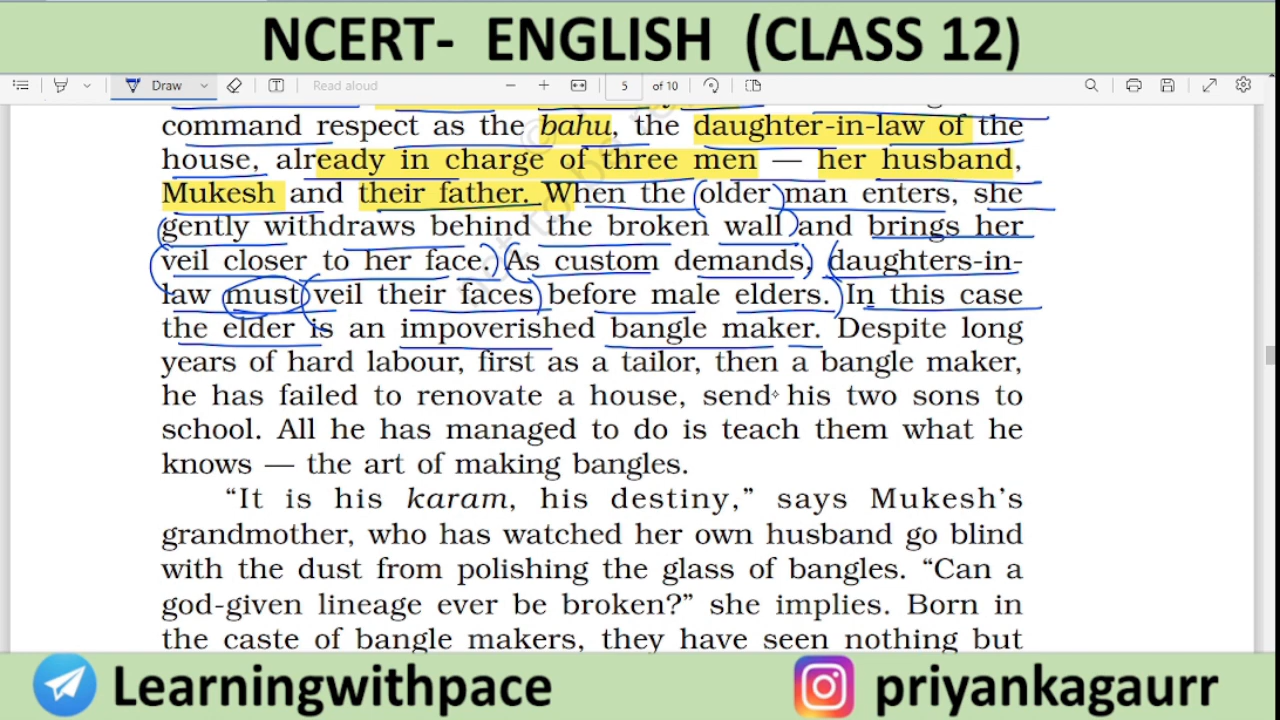 NCERT- ENGLISH (CLASS 12)
Draw Read aloud 5 of 10
command respect as the bahu, the daughter-in-law of the
house, already in charge of three men — her husband,
Mukesh and their father. When the older man enters, she
gently withdraws behind the broken wall and brings her
veil closer to her face. As custom demands, daughters-in-
law must veil their faces before male elders. In this case
the elder is an impoverished bangle maker. Despite long
years of hard labour, first as a tailor, then a bangle maker,
he has failed to renovate a house, send his two sons to
school. All he has managed to do is teach them what he
knows — the art of making bangles.
“It is his karam, his destiny,” says Mukesh’s
grandmother, who has watched her own husband go blind
with the dust from polishing the glass of bangles. “Can a
god-given lineage ever be broken?” she implies. Born in
the caste of bangle makers, they have seen nothing but
Learningwithpace priyankagaurr